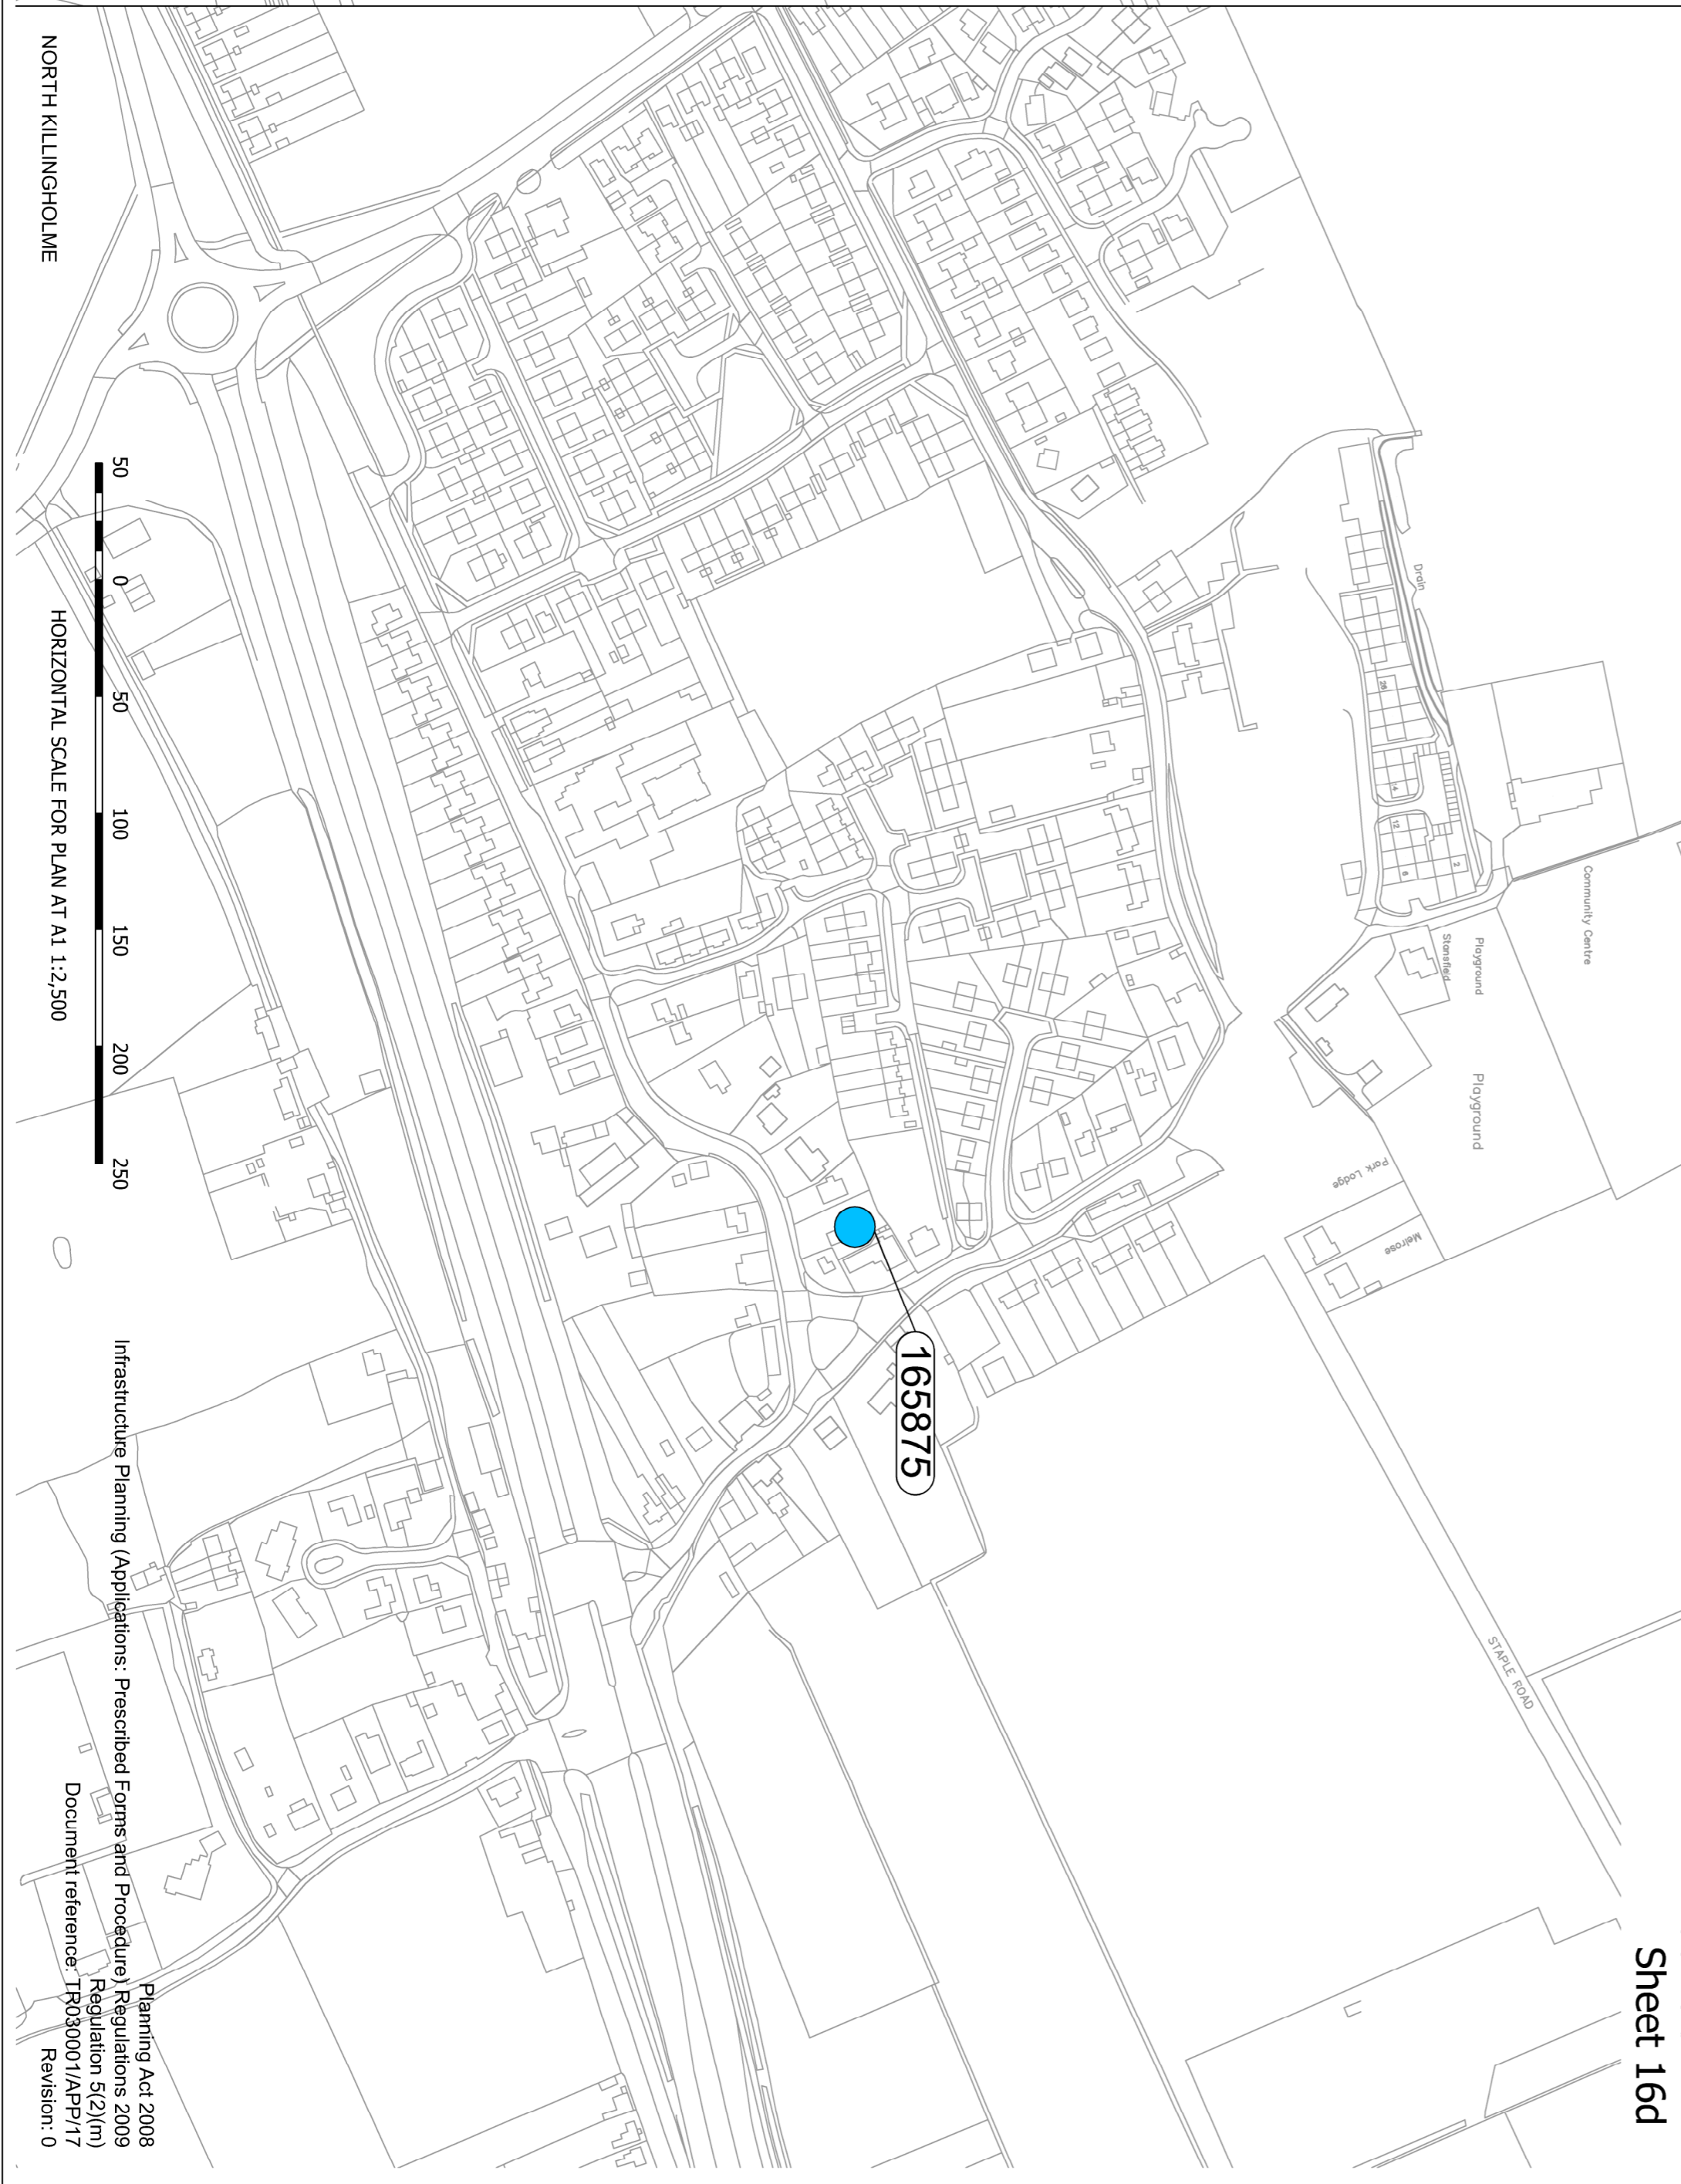 Sheet 16d
STAPLE ROAD
Community Centre
Playground
Stansfield
Playground
Park Lodge
Melrose
Drain
26
14
12
2
6
165875
NORTH KILLINGHOLME
50 0 50 100 150 200 250
HORIZONTAL SCALE FOR PLAN AT A1 1:2,500
Planning Act 2008
Infrastructure Planning (Applications: Prescribed Forms and Procedure) Regulations 2009
Regulation 5(2)(m)
Document reference: TR030001/APP/17
Revision: 0